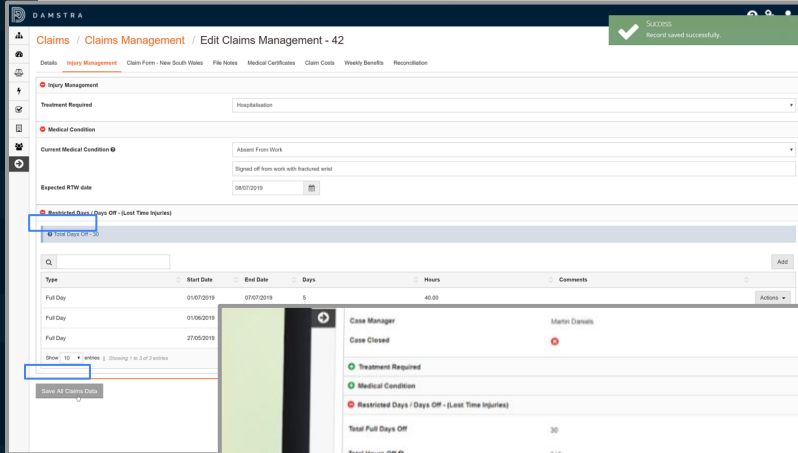 DAMSTRA
Success
Record saved successfully.
Claims / Claims Management / Edit Claims Management - 42
Details Injury Management Claim Form - New South Wales File Notes Medical Certificates Claim Costs Weekly Benefits Reconciliation
Injury Management
Treatment Required Hospitalisation
Medical Condition
Current Medical Condition Absent From Work
Signed off from work with fractured wrist
Expected RTW date 08/07/2019
Restricted Days / Days Off - (Lost Time Injuries)
Total Days Off - 30
Add
Type Start Date End Date Days Hours Comments
Full Day 01/07/2019 07/07/2019 5 40.00 Actions
Full Day 01/06/2019
Full Day 27/05/2019
Show 10 entries | Showing 1 to 3 of 3 entries
Save All Claims Data
Case Manager Martin Daniels
Case Closed
Treatment Required
Medical Condition
Restricted Days / Days Off - (Lost Time Injuries)
Total Full Days Off 30
Total Hours Off